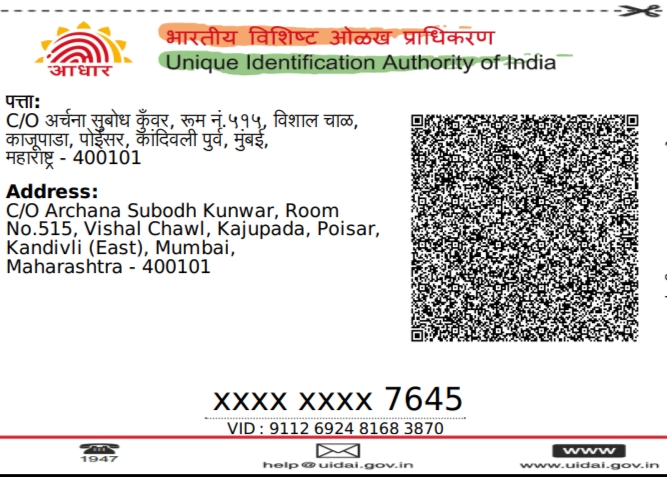 भारतीय विशिष्ट ओळख प्राधिकरण
Unique Identification Authority of India
आधार
पत्ता:
C/O अर्चना सुबोध कुँवर, रूम नं.५१५, विशाल चाळ,
काजूपाडा, पोईसर, कांदिवली पुर्व, मुंबई,
महाराष्ट्र - 400101
Address:
C/O Archana Subodh Kunwar, Room
No.515, Vishal Chawl, Kajupada, Poisar,
Kandivli (East), Mumbai,
Maharashtra - 400101
xxxx xxxx 7645
VID : 9112 6924 8168 3870
1947
help@uidai.gov.in
www
www.uidai.gov.in